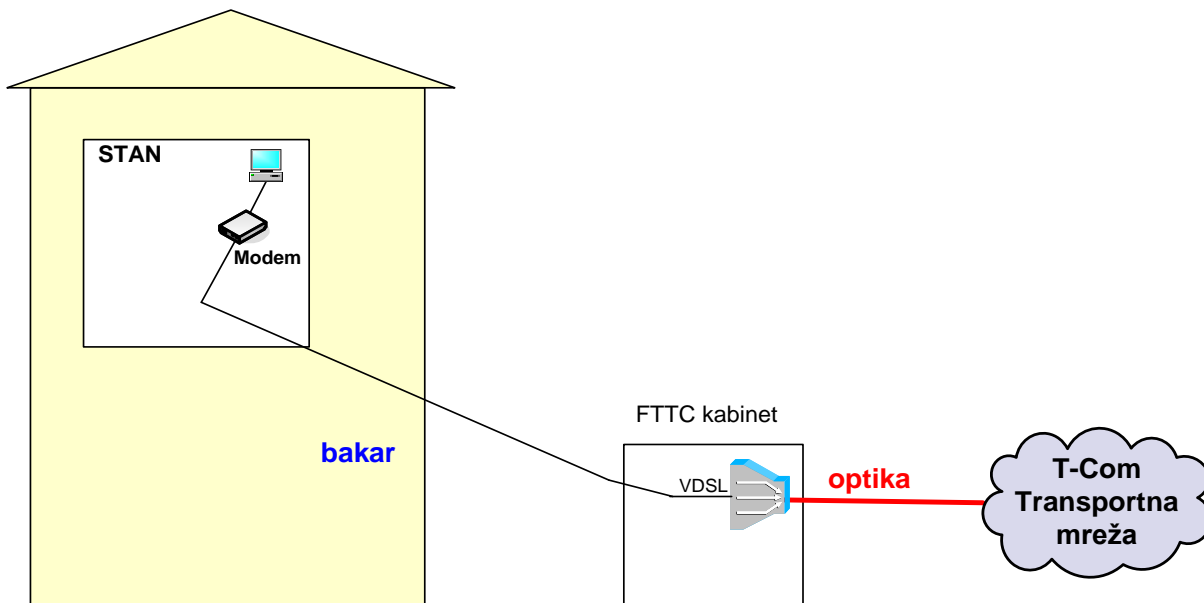 STAN
Modem
bakar
FTTC kabinet
VDSL
optika
T-Com
Transportna
mreža